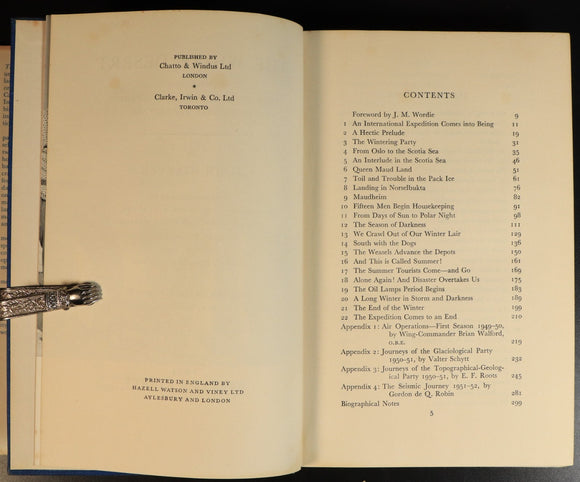 PUBLISHED BY
Chatto & Windus Ltd
LONDON
*
Clarke, Irwin & Co. Ltd
TORONTO
PRINTED IN ENGLAND BY
HAZELL WATSON AND VINEY LTD
AYLESBURY AND LONDON
CONTENTS
Foreword by J. M. Wordie 9
1 An International Expedition Comes into Being 11
2 A Hectic Prelude 19
3 The Wintering Party 31
4 From Oslo to the Scotia Sea 35
5 An Interlude in the Scotia Sea 46
6 Queen Maud Land 51
7 Toil and Trouble in the Pack Ice 61
8 Landing in Norselbukta 76
9 Maudheim 82
10 Fifteen Men Begin Housekeeping 91
11 From Days of Sun to Polar Night 98
12 The Season of Darkness 111
13 We Crawl Out of Our Winter Lair 129
14 South with the Dogs 136
15 The Weasels Advance the Depots 150
16 And This is Called Summer! 161
17 The Summer Tourists Come—and Go 169
18 Alone Again! And Disaster Overtakes Us 175
19 The Oil Lamps Period Begins 183
20 A Long Winter in Storm and Darkness 189
21 The End of the Winter 199
22 The Expedition Comes to an End 210
Appendix 1: Air Operations—First Season 1949-50,
by Wing-Commander Brian Walford,
O.B.E. 219
Appendix 2: Journeys of the Glaciological Party
1950-51, by Valter Schytt 232
Appendix 3: Journeys of the Topographical-Geolog-
ical Party 1950-51, by E. F. Roots 245
Appendix 4: The Seismic Journey 1951-52, by
Gordon de Q. Robin 281
Biographical Notes 299
5